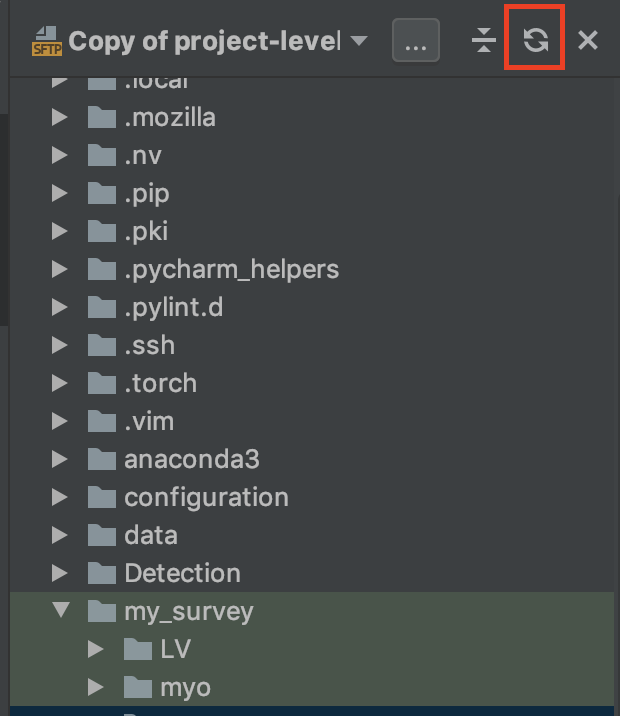 SFTP Copy of project-level ...
.local
.mozilla
.nv
.pip
.pki
.pycharm_helpers
.pylint.d
.ssh
.torch
.vim
anaconda3
configuration
data
Detection
my_survey
LV
myo